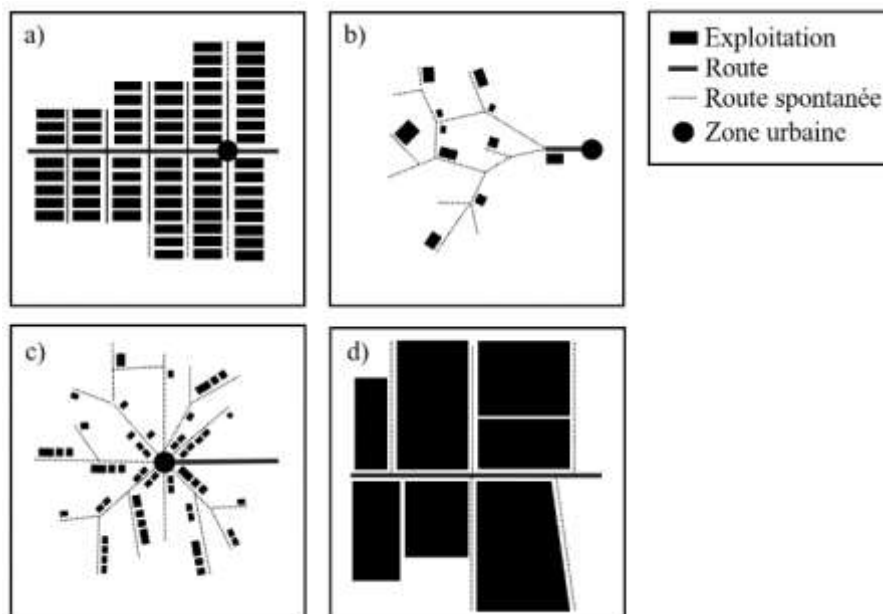 a)
b)
Exploitation
Route
Route spontanée
Zone urbaine
c)
d)